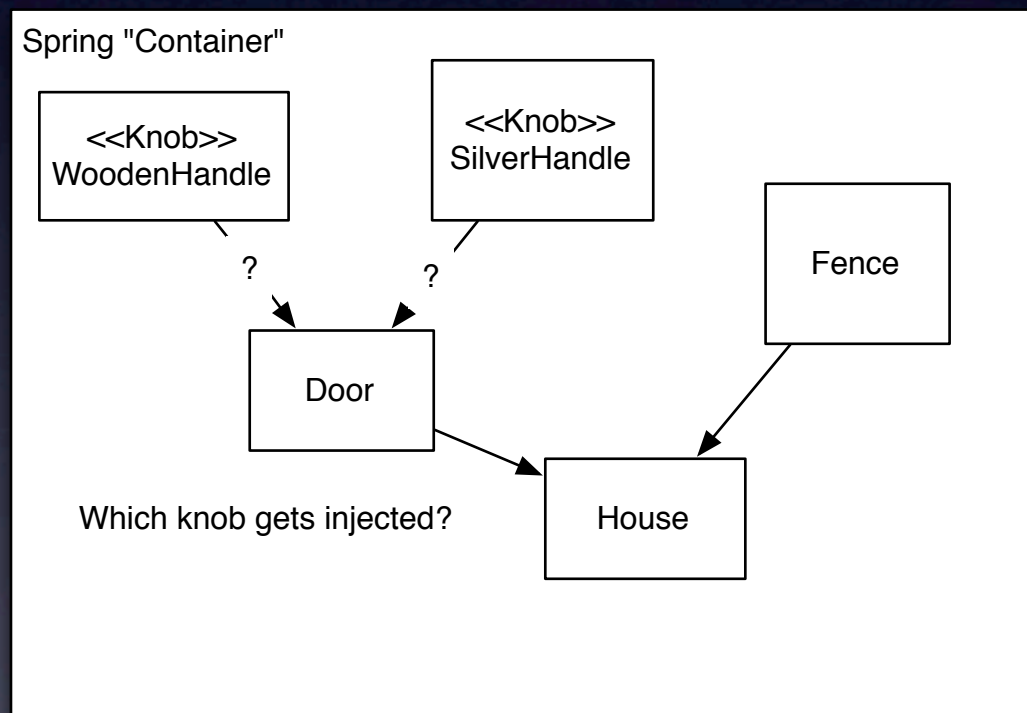 Spring "Container"
<<Knob>>
WoodenHandle
<<Knob>>
SilverHandle
Fence
?
?
Door
Which knob gets injected?
House